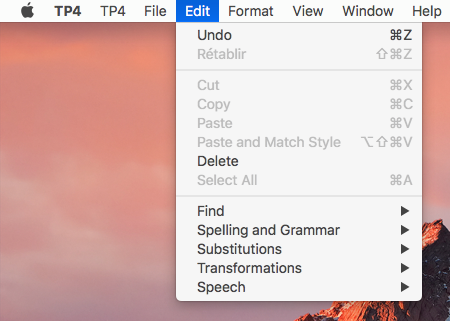 TP4 TP4 File Edit Format View Window Help
Undo ⌘Z
Rétablir ⇧⌘Z
Cut ⌘X
Copy ⌘C
Paste ⌘V
Paste and Match Style ⌥⇧⌘V
Delete
Select All ⌘A
Find
Spelling and Grammar
Substitutions
Transformations
Speech